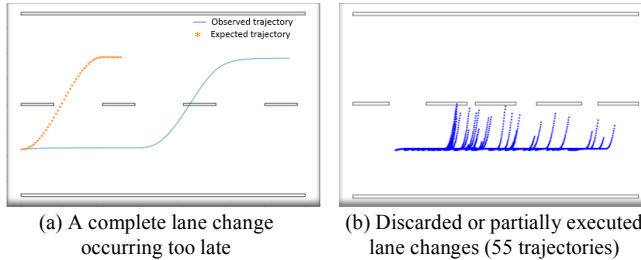 Observed trajectory
Expected trajectory
(a) A complete lane change
occurring too late
(b) Discarded or partially executed
lane changes (55 trajectories)